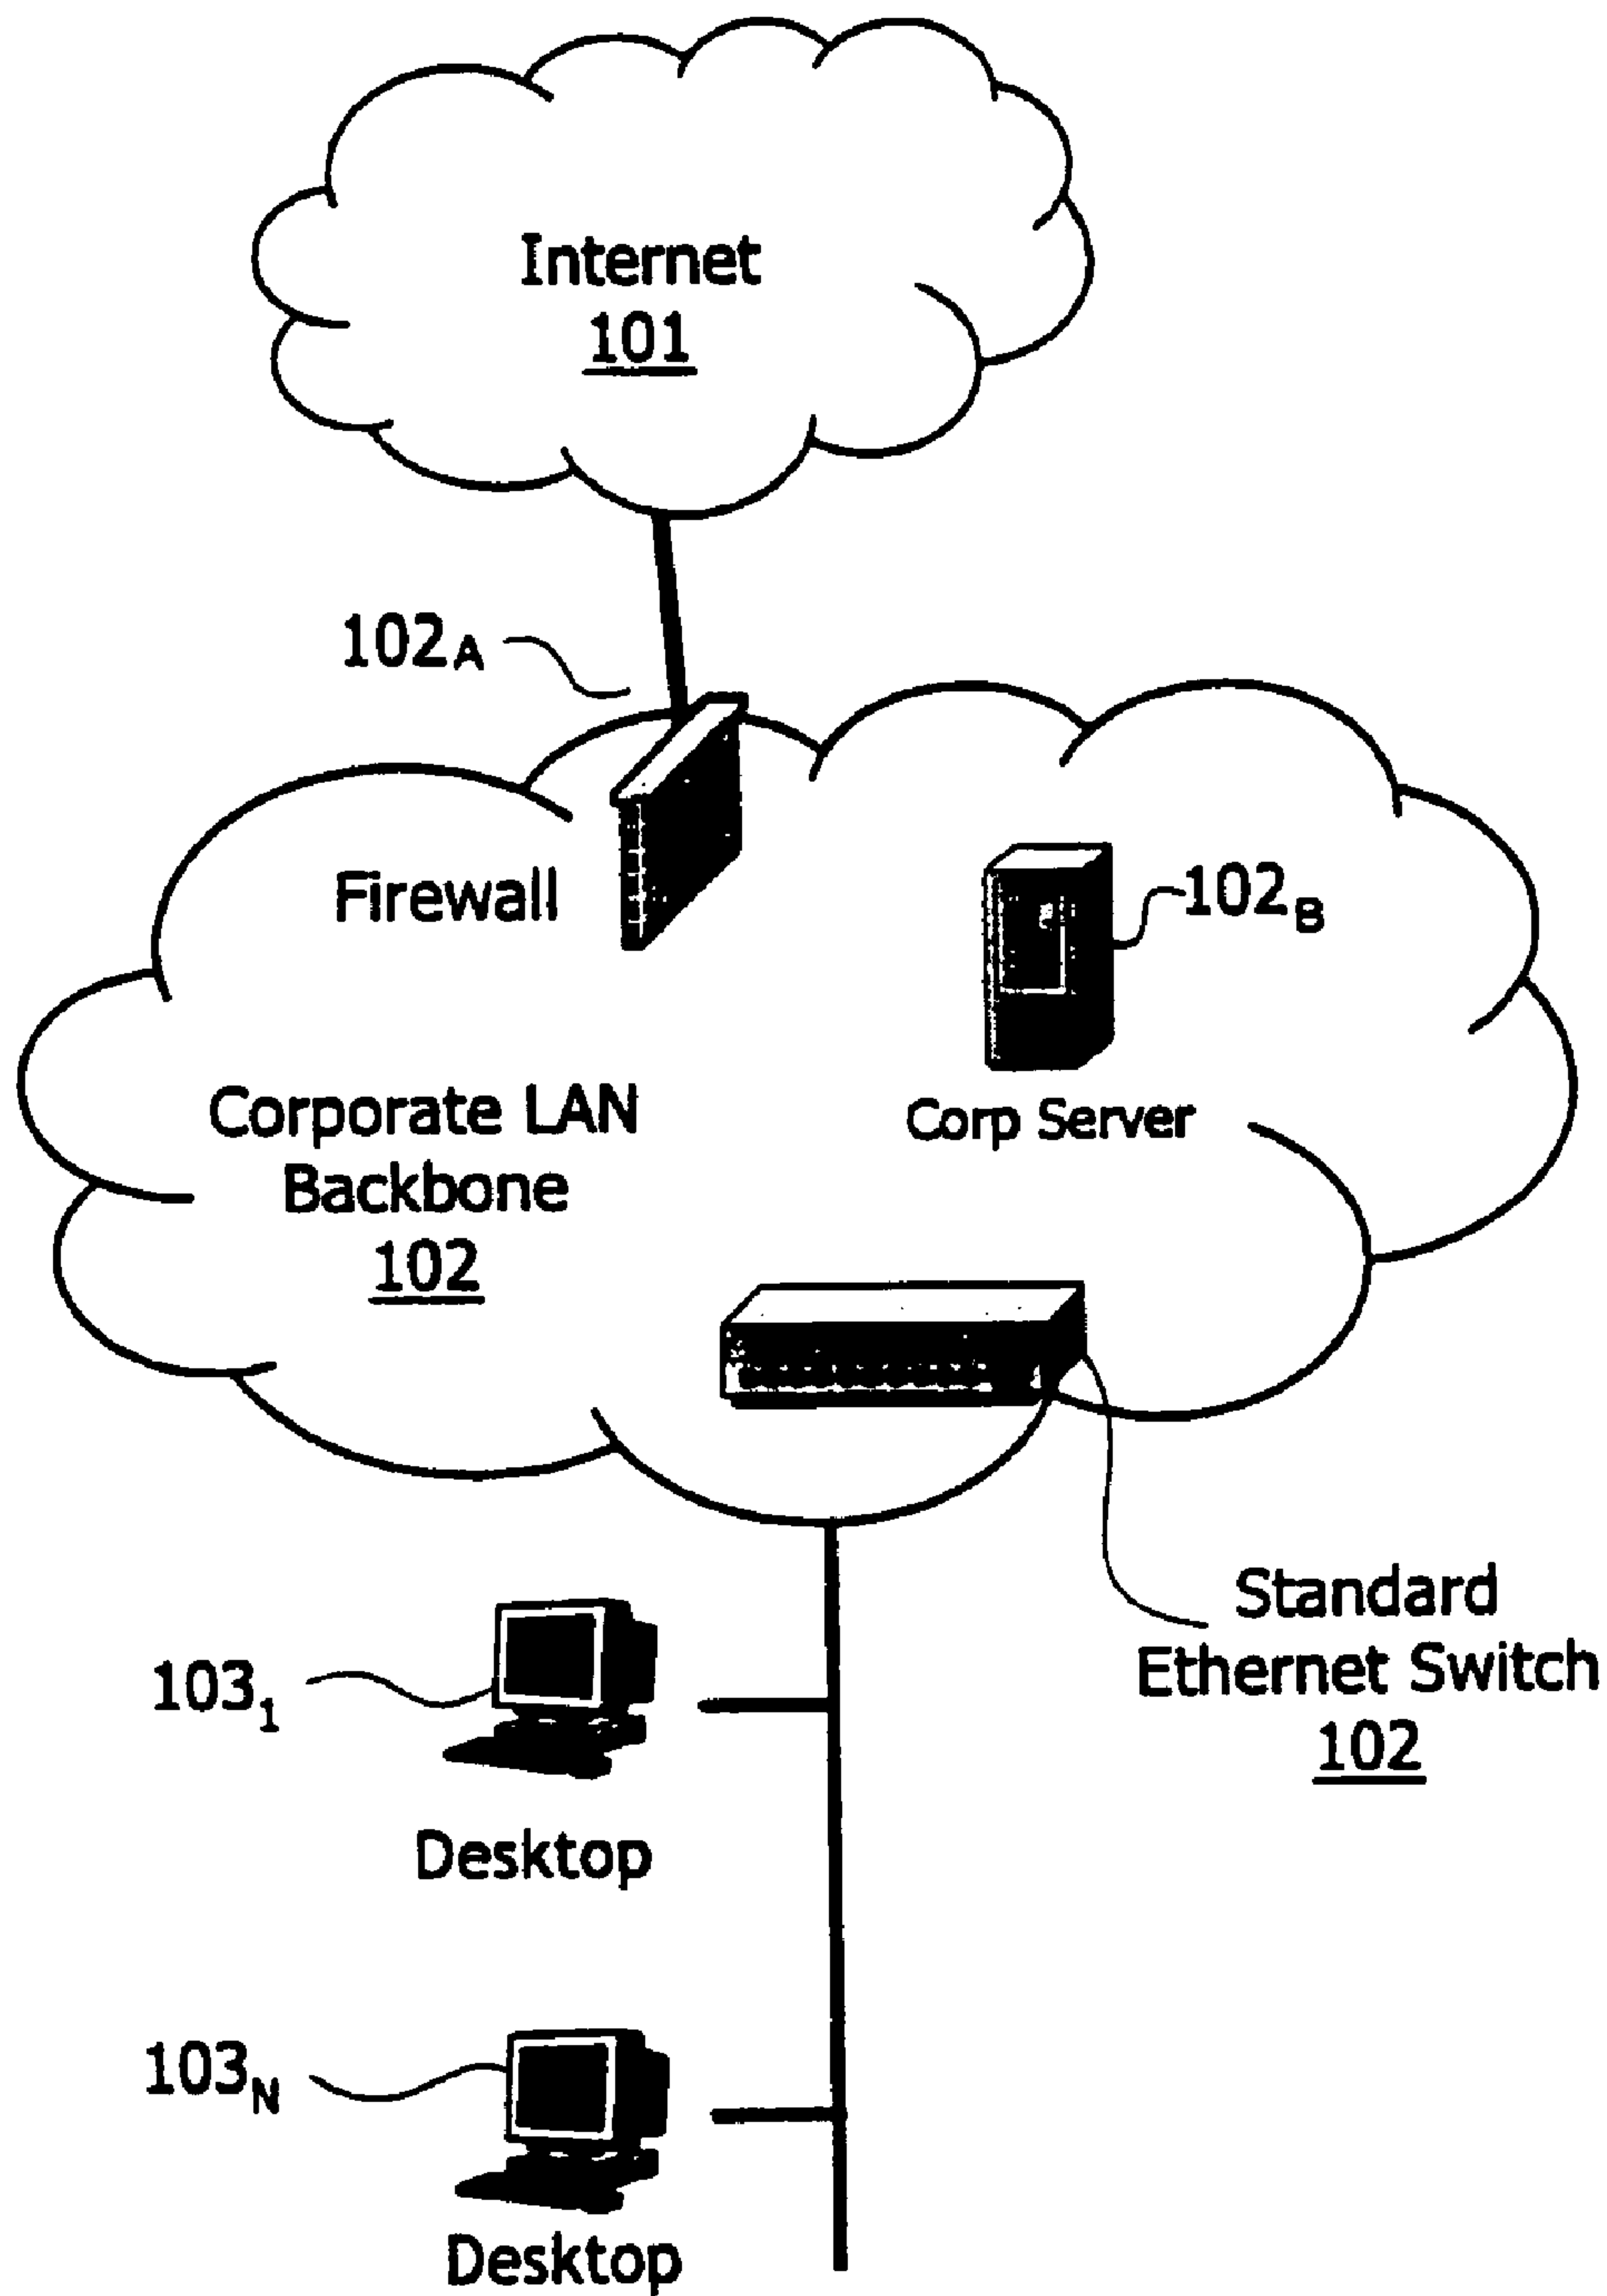 Internet
101
102A
Firewall
102B
Corp Server
Corporate LAN
Backbone
102
Standard
Ethernet Switch
102
1031
Desktop
103N
Desktop